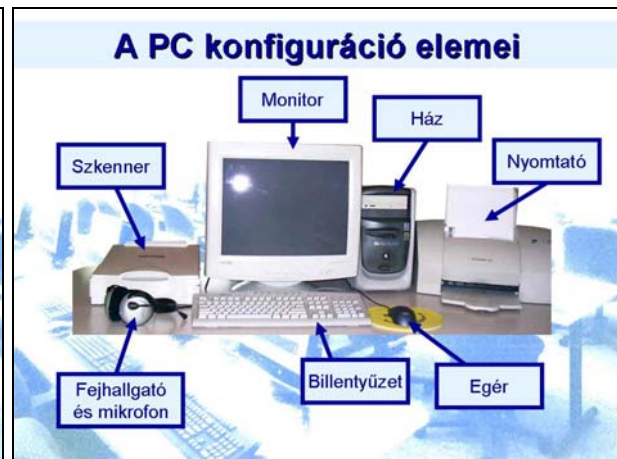 A PC konfiguráció elemei
Monitor
Ház
Szkenner
Nyomtató
Fejhallgató
és mikrofon
Billentyűzet
Egér